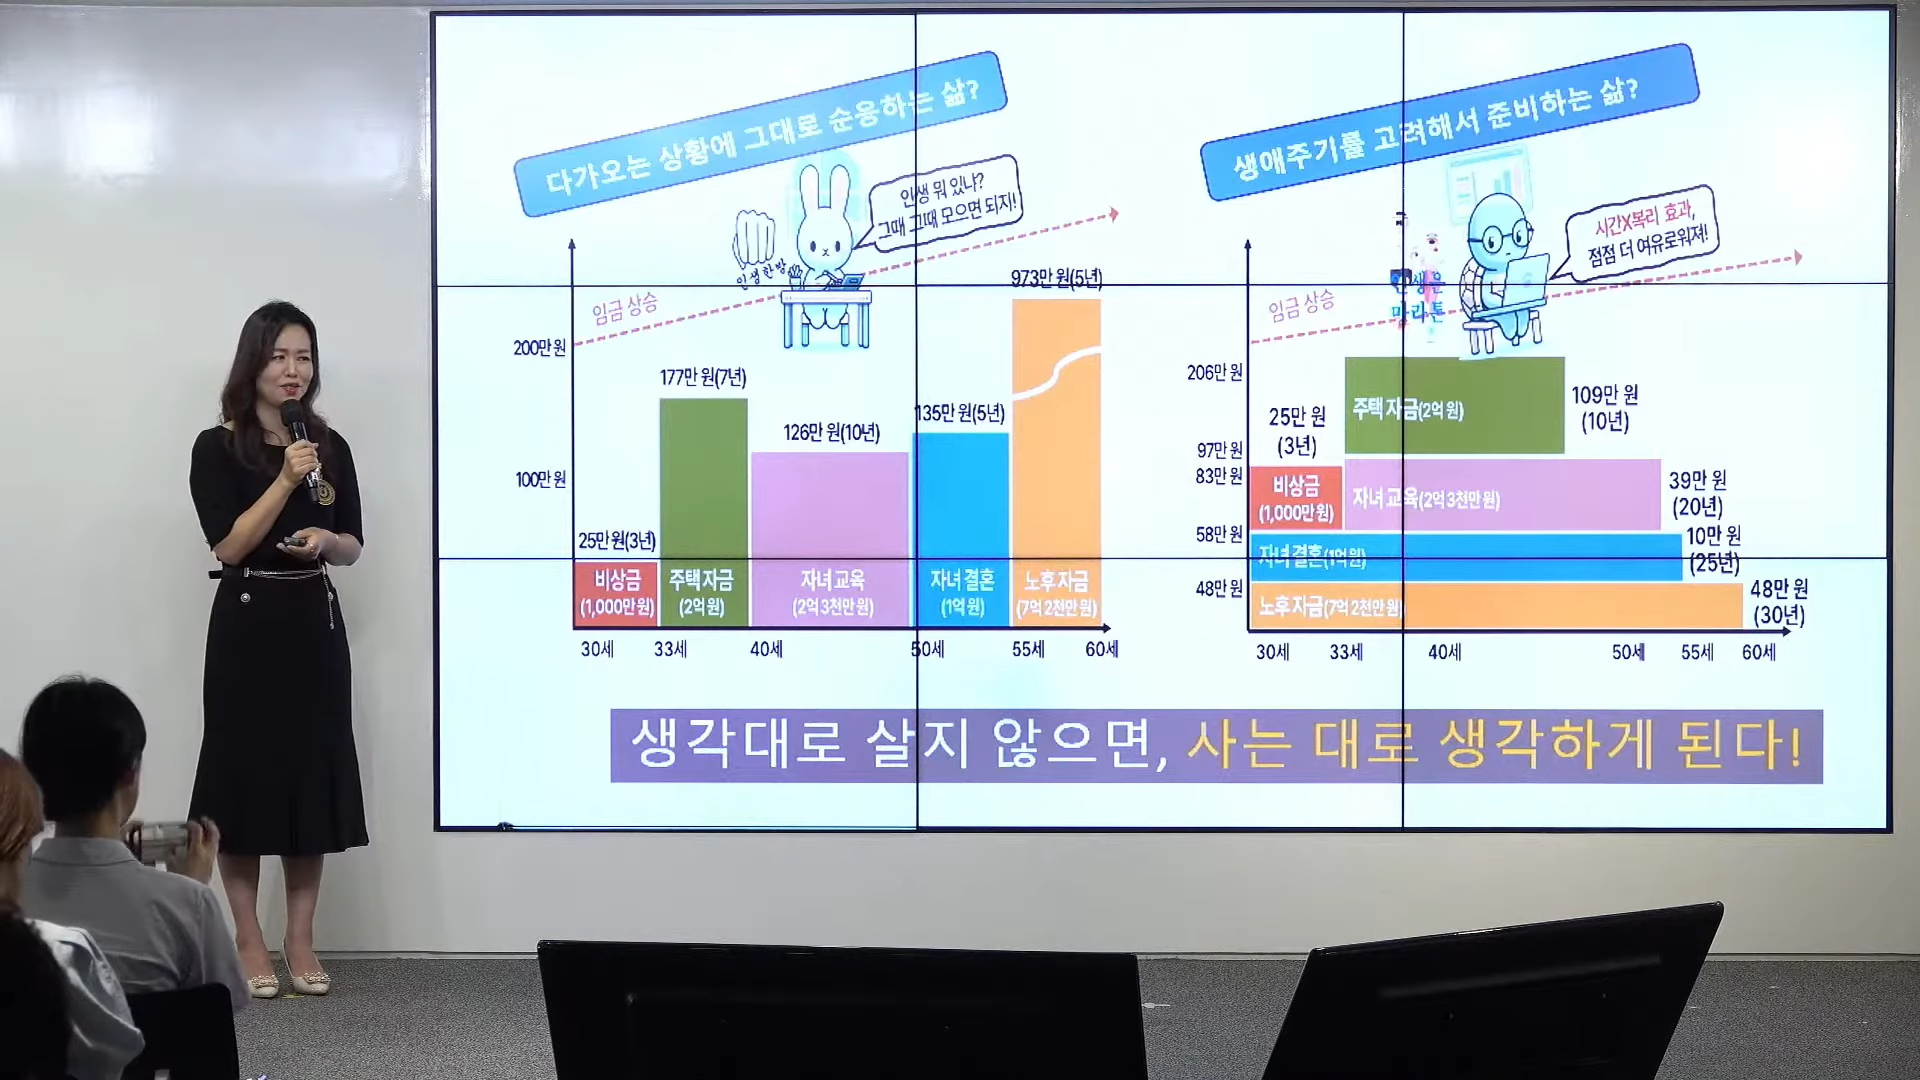 다가오는 상황에 그대로 순응하는 삶?
인생 뭐 있나?
그때 그때 모으면 되지!
인생 한방
임금 상승
200만 원
100만 원
25만 원(3년)
177만 원(7년)
126만 원(10년)
135만 원(5년)
973만 원(5년)
비상금
(1,000만 원)
주택 자금
(2억 원)
자녀 교육
(2억 3천만 원)
자녀 결혼
(1억 원)
노후 자금
(7억 2천만 원)
30세 33세 40세 50세 55세 60세
생애주기를 고려해서 준비하는 삶?
시간X복리 효과,
점점 더 여유로워져!
인생은
마라톤
임금 상승
206만 원
97만 원
83만 원
58만 원
48만 원
25만 원
(3년)
주택 자금(2억 원)
109만 원
(10년)
비상금
(1,000만 원)
자녀 교육(2억 3천만 원)
39만 원
(20년)
자녀 결혼(1억 원)
10만 원
(25년)
노후 자금(7억 2천만 원)
48만 원
(30년)
30세 33세 40세 50세 55세 60세
생각대로 살지 않으면, 사는 대로 생각하게 된다!